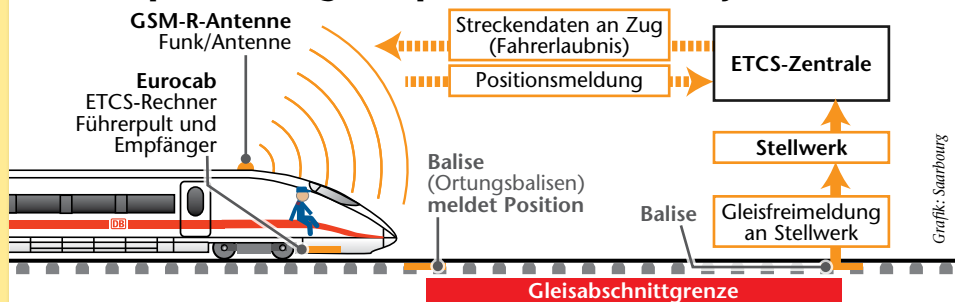 GSM-R-Antenne
Funk/Antenne
Eurocab
ETCS-Rechner
Führerpult und
Empfänger
Streckendaten an Zug
(Fahrerlaubnis)
Positionsmeldung
ETCS-Zentrale
Stellwerk
Gleisfreimeldung
an Stellwerk
Balise
(Ortungsbalisen)
meldet Position
Balise
DB
Gleisabschnittgrenze
Grafik: Saarbourg